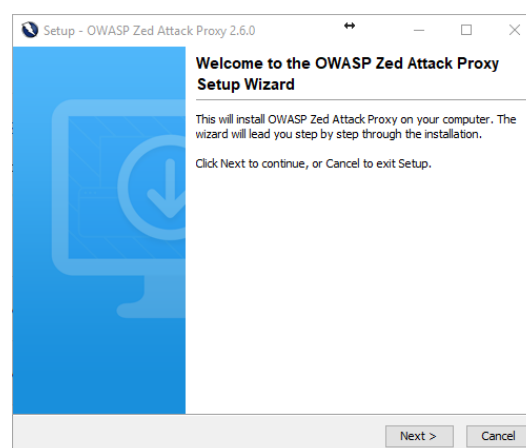 Setup - OWASP Zed Attack Proxy 2.6.0
Welcome to the OWASP Zed Attack Proxy
Setup Wizard
This will install OWASP Zed Attack Proxy on your computer. The
wizard will lead you step by step through the installation.
Click Next to continue, or Cancel to exit Setup.
Next >
Cancel